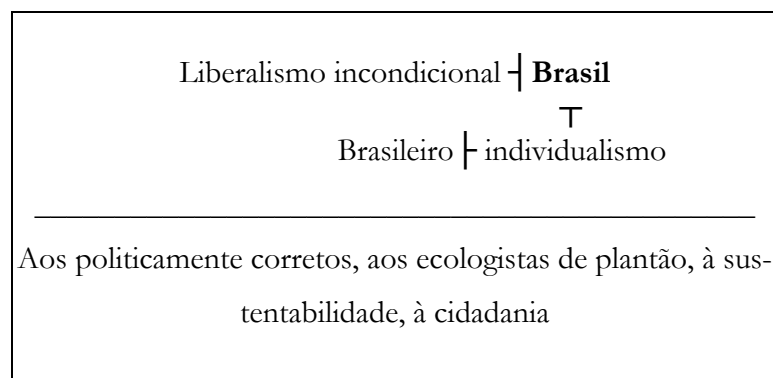 Liberalismo incondicional ┤ Brasil
┬
Brasileiro ├ individualismo
Aos politicamente corretos, aos ecologistas de plantão, à sus-
tentabilidade, à cidadania